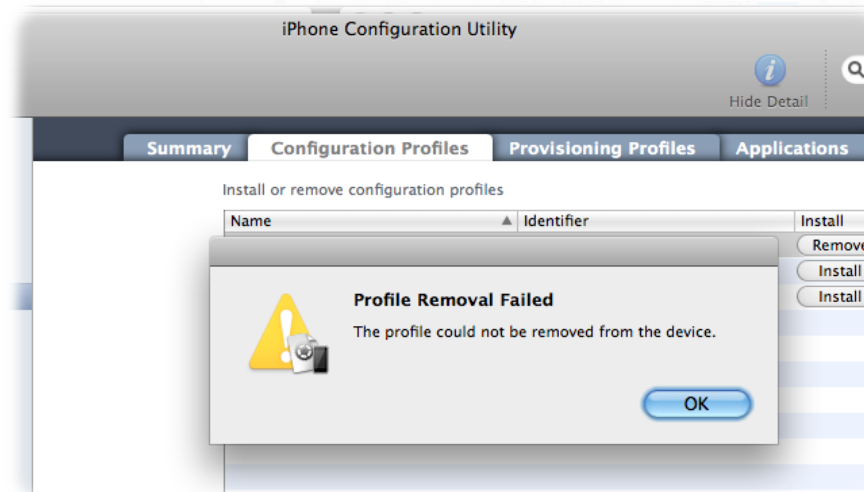 iPhone Configuration Utility
Hide Detail
Summary
Configuration Profiles
Provisioning Profiles
Applications
Install or remove configuration profiles
Name
Identifier
Install
Remove
Install
Install
Profile Removal Failed
The profile could not be removed from the device.
OK